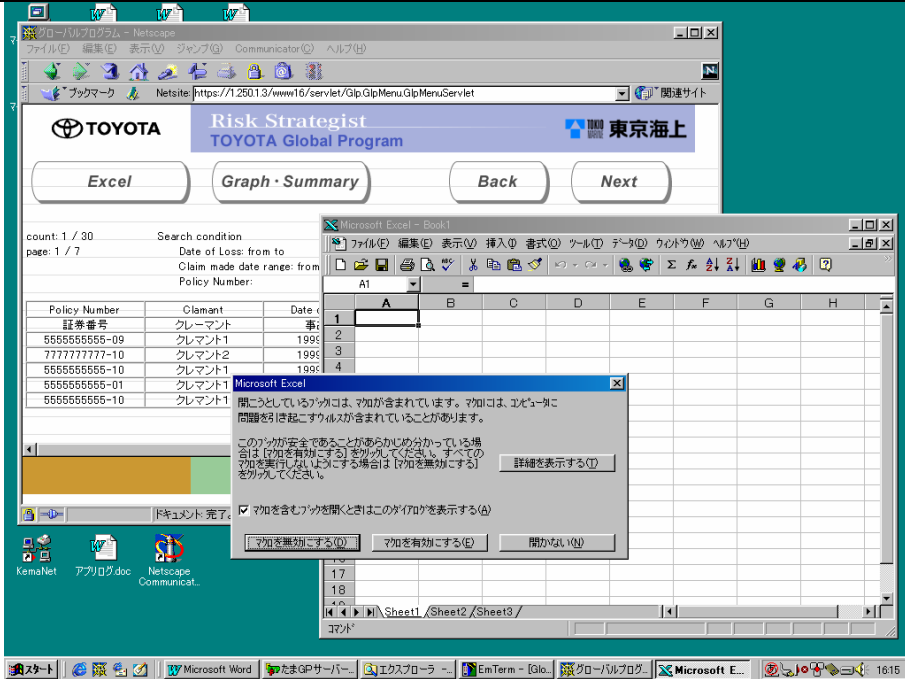 グローバルプログラム - Netscape
ファイル(F) 編集(E) 表示(V) ジャンプ(G) Communicator(C) ヘルプ(H)
ブックマーク Netsite: https://1.250.1.3/www16/servlet/Glp.GlpMenu.GlpMenuServlet 関連サイト
TOYOTA
Risk Strategist
TOYOTA Global Program
東京海上
Excel
Graph・Summary
Back
Next
count: 1 / 30
page: 1 / 7
Search condition
Date of Loss: from to
Claim made date range: from
Policy Number:
Policy Number Clamant Date
証券番号 クレーマント
5555555555-09 クレマント1 199
7777777777-10 クレマント2 199
5555555555-10 クレマント1 199
5555555555-01 クレマント1
5555555555-10 クレマント1
ドキュメント: 完了。
Microsoft Excel - Book1
ファイル(F) 編集(E) 表示(V) 挿入(I) 書式(O) ツール(T) データ(D) ウィンドウ(W) ヘルプ(H)
A1 =
A B C D E F G H
1
2
3
4
17
18
Sheet1 Sheet2 Sheet3
コマンド
Microsoft Excel
開こうとしているブックには、マクロが含まれています。マクロには、コンピュータに
問題を引き起こすウィルスが含まれていることがあります。
このブックが安全であることがあらかじめ分かっている場
合は [マクロを有効にする] をクリックしてください。すべての
マクロを実行しないようにする場合は [マクロを無効にする]
をクリックしてください。
詳細を表示する(T)
マクロを含むブックを開くときはこのダイアログを表示する(A)
マクロを無効にする(D)
マクロを有効にする(E)
開かない(N)
KemaNet
アプリログ.doc
Netscape
Communicat...
スタート
Microsoft Word
たまGPサーバー...
エクスプローラ - ...
EmTerm - [Glo...
グローバルプログ...
Microsoft E...
16:15